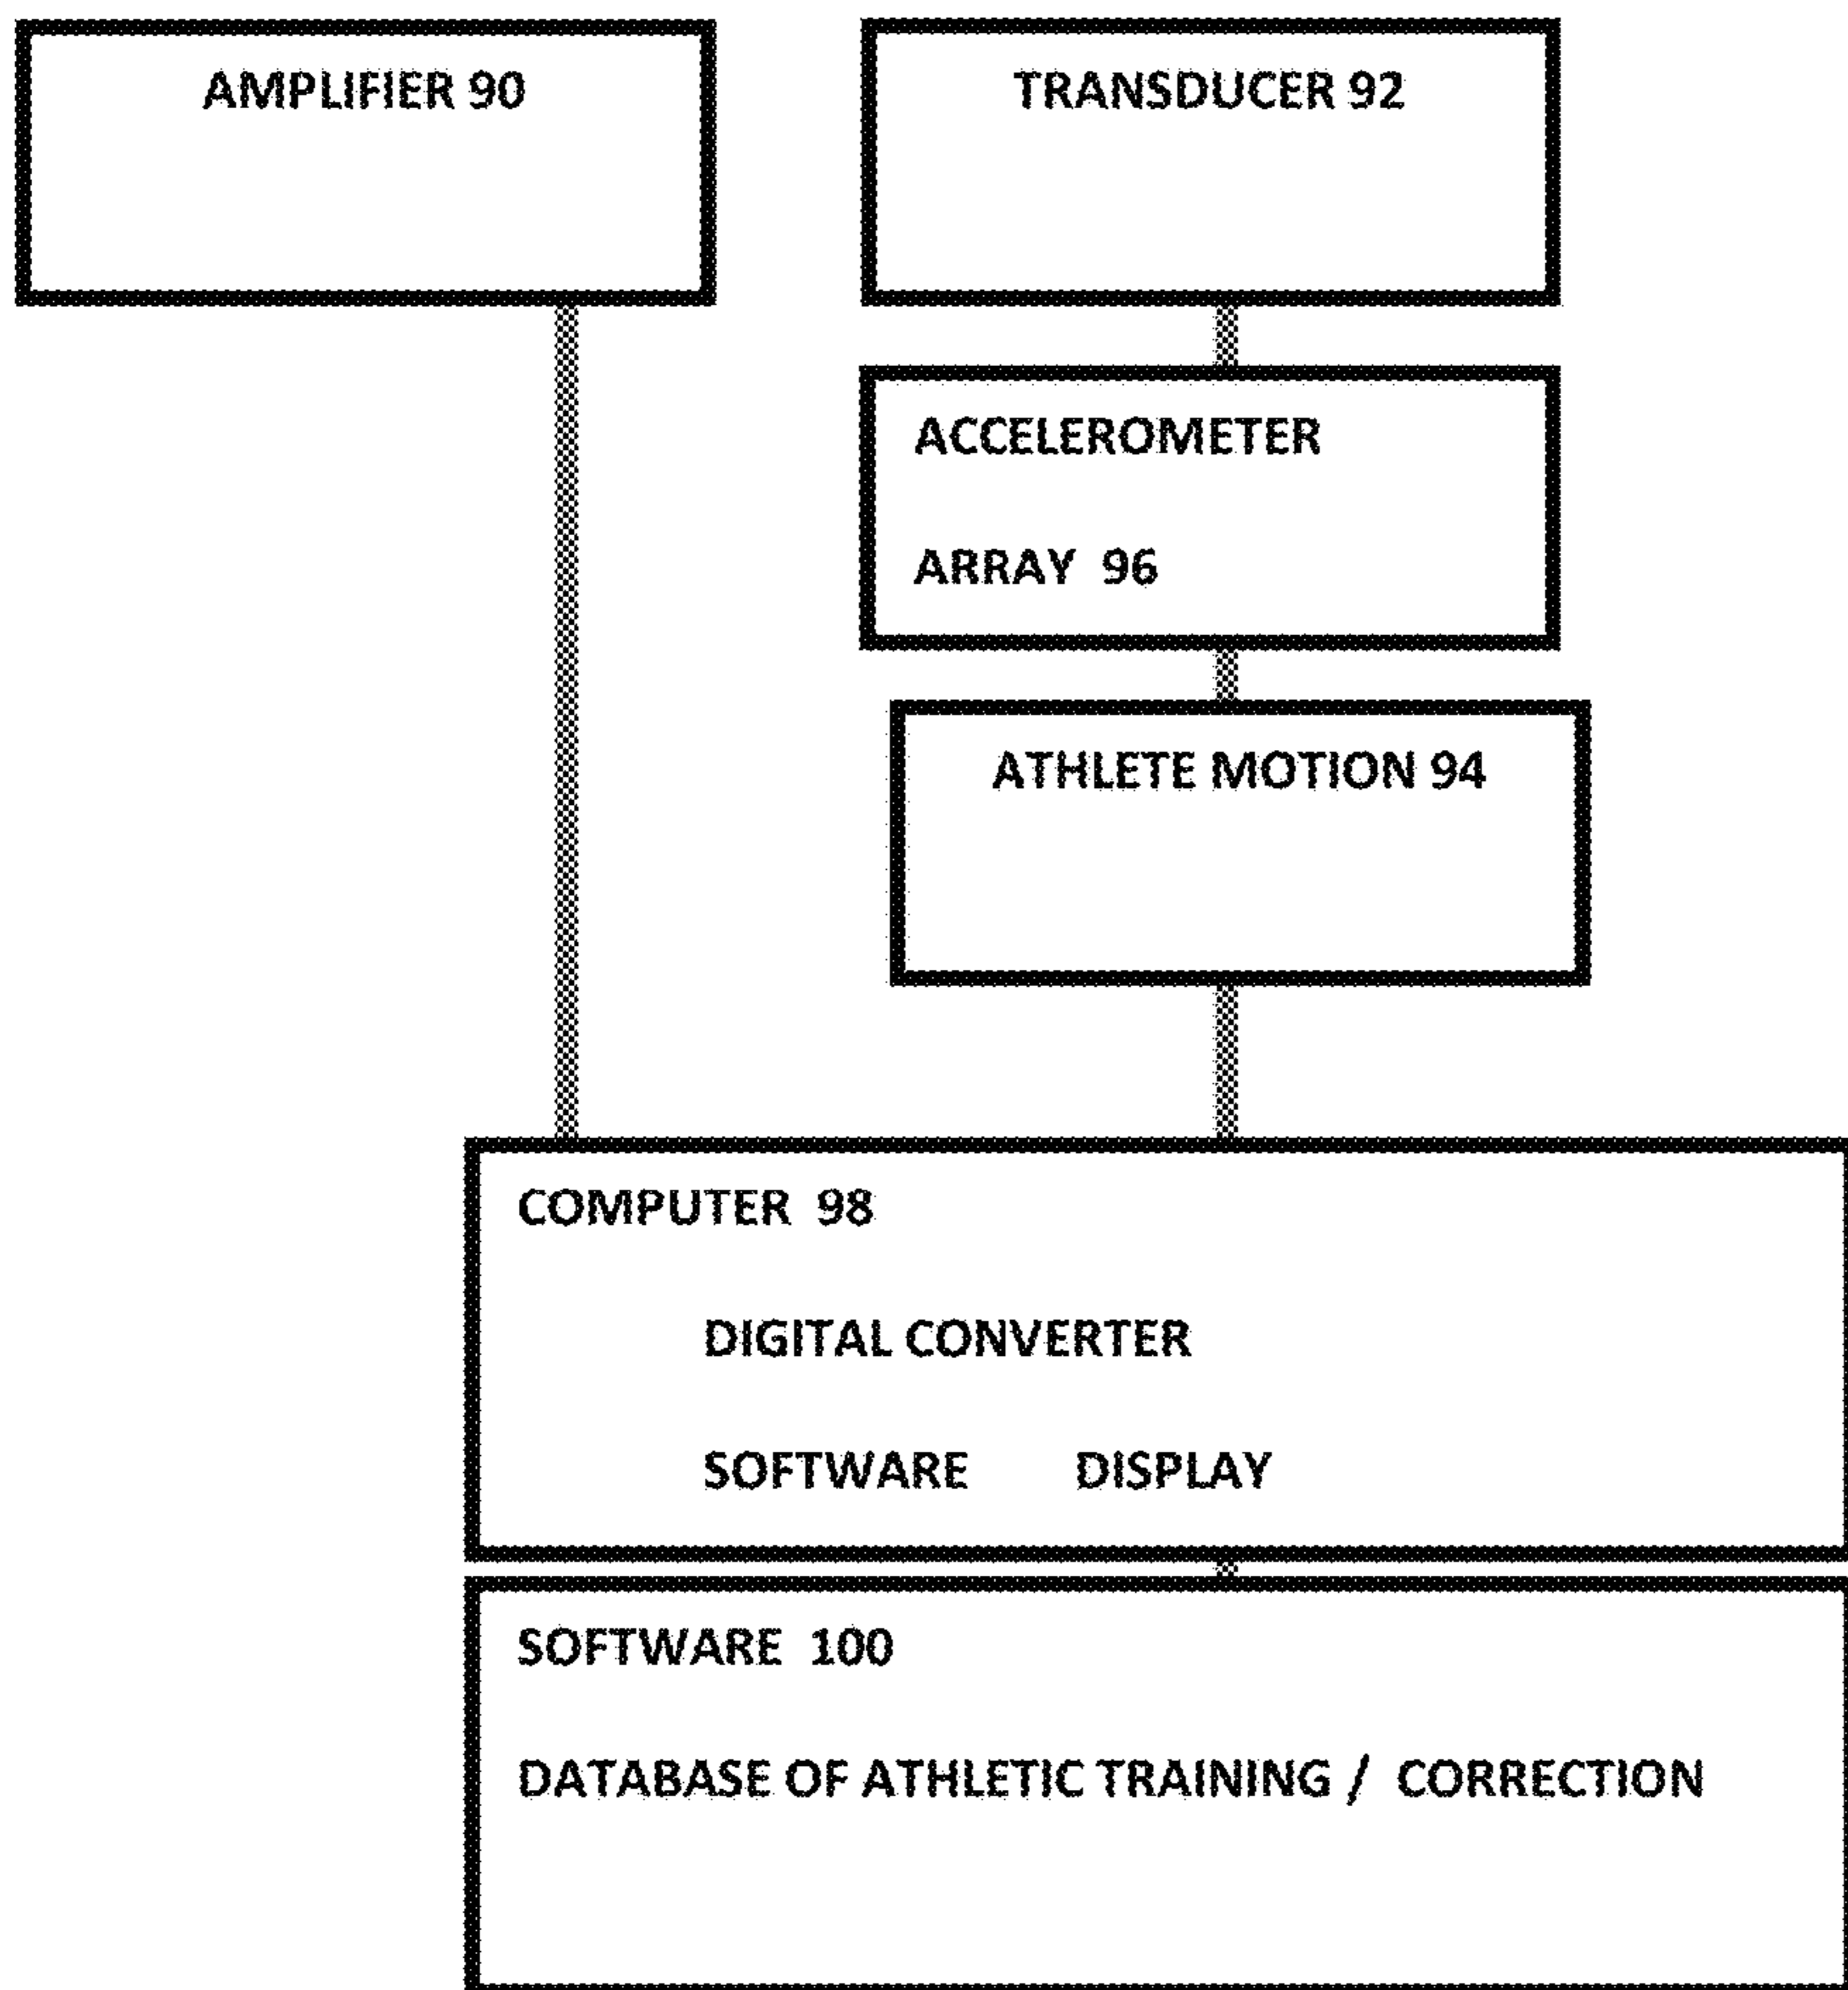 AMPLIFIER 90
TRANSDUCER 92
ACCELEROMETER
ARRAY 96
ATHLETE MOTION 94
COMPUTER 98
DIGITAL CONVERTER
SOFTWARE DISPLAY
SOFTWARE 100
DATABASE OF ATHLETIC TRAINING / CORRECTION